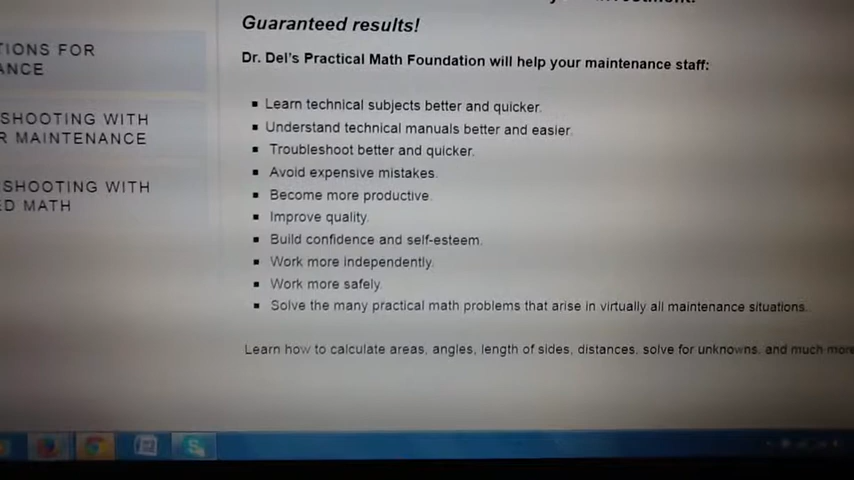 Guaranteed results!
Dr. Del's Practical Math Foundation will help your maintenance staff:
Learn technical subjects better and quicker.
Understand technical manuals better and easier.
Troubleshoot better and quicker.
Avoid expensive mistakes.
Become more productive.
Improve quality.
Build confidence and self-esteem.
Work more independently.
Work more safely.
Solve the many practical math problems that arise in virtually all maintenance situations.
Learn how to calculate areas, angles, length of sides, distances, solve for unknowns, and much more
IONS FOR
ANCE
SHOOTING WITH
R MAINTENANCE
SHOOTING WITH
ED MATH